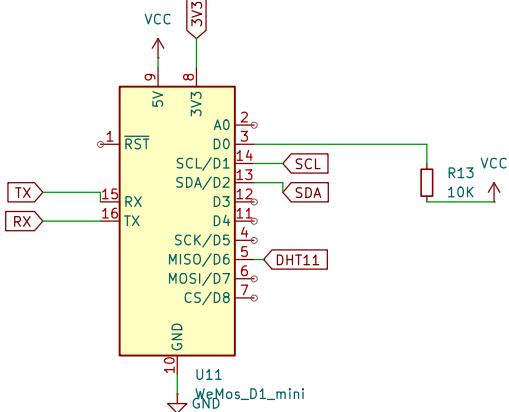 3V3
VCC
9
8
5V
3V3
A0
2
D0
3
1
RST
SCL/D1
14
SCL
R13
VCC
SDA/D2
13
SDA
10K
TX
15
RX
D3
12
RX
16
TX
D4
11
SCK/D5
4
MISO/D6
5
DHT11
MOSI/D7
6
CS/D8
7
GND
10
U11
WeMos_D1_mini
GND